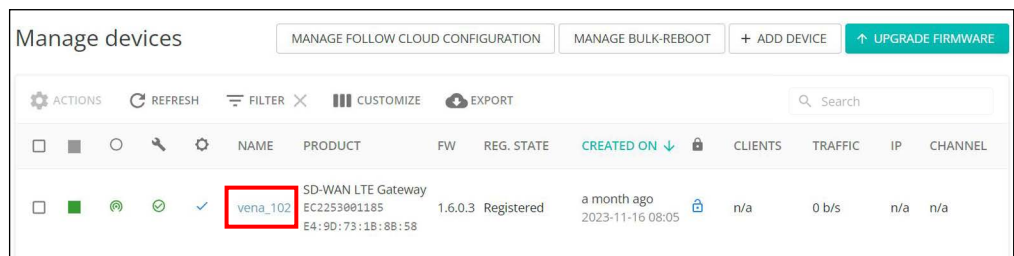 Manage devices
MANAGE FOLLOW CLOUD CONFIGURATION
MANAGE BULK-REBOOT
+ ADD DEVICE
↑ UPGRADE FIRMWARE
ACTIONS
REFRESH
FILTER
CUSTOMIZE
EXPORT
Search
NAME PRODUCT FW REG. STATE CREATED ON ↓ CLIENTS TRAFFIC IP CHANNEL
SD-WAN LTE Gateway
vena_102 EC2253001185 1.6.0.3 Registered a month ago n/a 0 b/s n/a n/a
2023-11-16 08:05
E4:9D:73:1B:8B:58